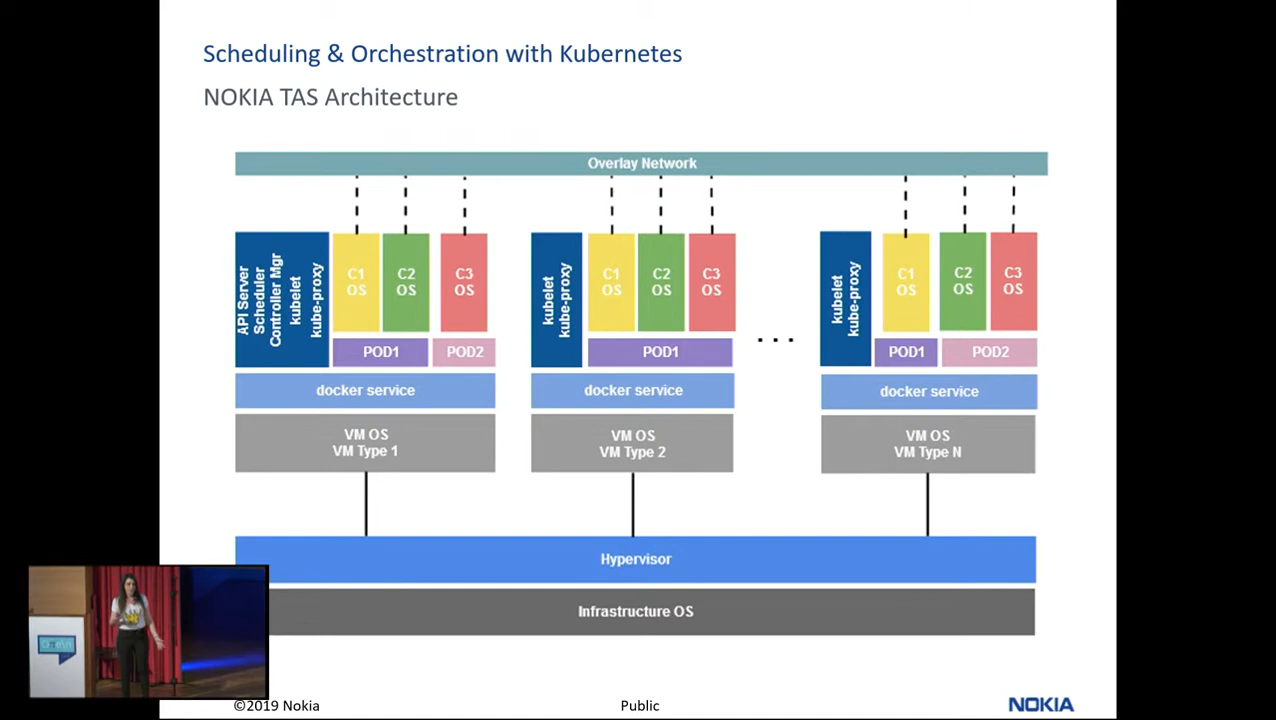 Scheduling & Orchestration with Kubernetes
NOKIA TAS Architecture
Overlay Network
API Server
Scheduler
Controller Mgr
kubelet
kube-proxy
C1
OS
C2
OS
C3
OS
POD1
POD2
docker service
VM OS
VM Type 1
kubelet
kube-proxy
C1
OS
C2
OS
C3
OS
POD1
docker service
VM OS
VM Type 2
. . .
kubelet
kube-proxy
C1
OS
C2
OS
C3
OS
POD1
POD2
docker service
VM OS
VM Type N
Hypervisor
Infrastructure OS
©2019 Nokia
Public
NOKIA